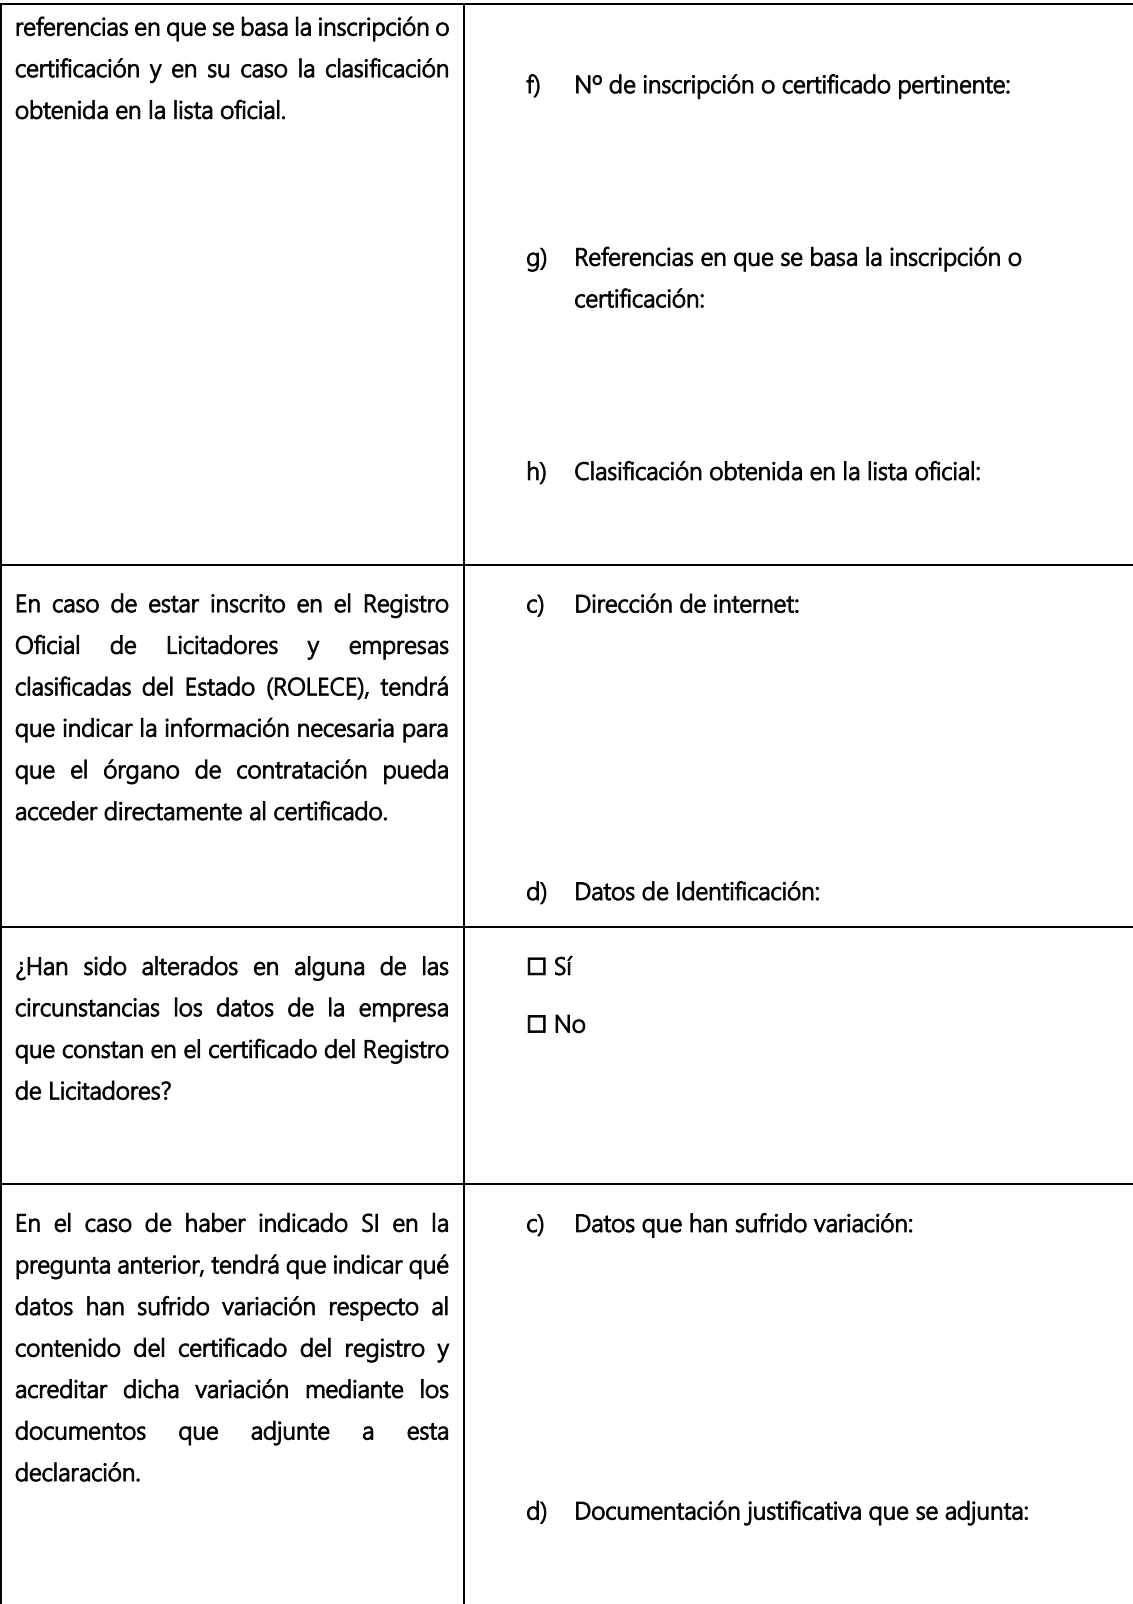 referencias en que se basa la inscripción o
certificación y en su caso la clasificación
obtenida en la lista oficial.
f) Nº de inscripción o certificado pertinente:
g) Referencias en que se basa la inscripción o
certificación:
h) Clasificación obtenida en la lista oficial:
En caso de estar inscrito en el Registro
Oficial de Licitadores y empresas
clasificadas del Estado (ROLECE), tendrá
que indicar la información necesaria para
que el órgano de contratación pueda
acceder directamente al certificado.
c) Dirección de internet:
d) Datos de Identificación:
¿Han sido alterados en alguna de las
circunstancias los datos de la empresa
que constan en el certificado del Registro
de Licitadores?
☐ Sí
☐ No
En el caso de haber indicado SI en la
pregunta anterior, tendrá que indicar qué
datos han sufrido variación respecto al
contenido del certificado del registro y
acreditar dicha variación mediante los
documentos que adjunte a esta
declaración.
c) Datos que han sufrido variación:
d) Documentación justificativa que se adjunta: